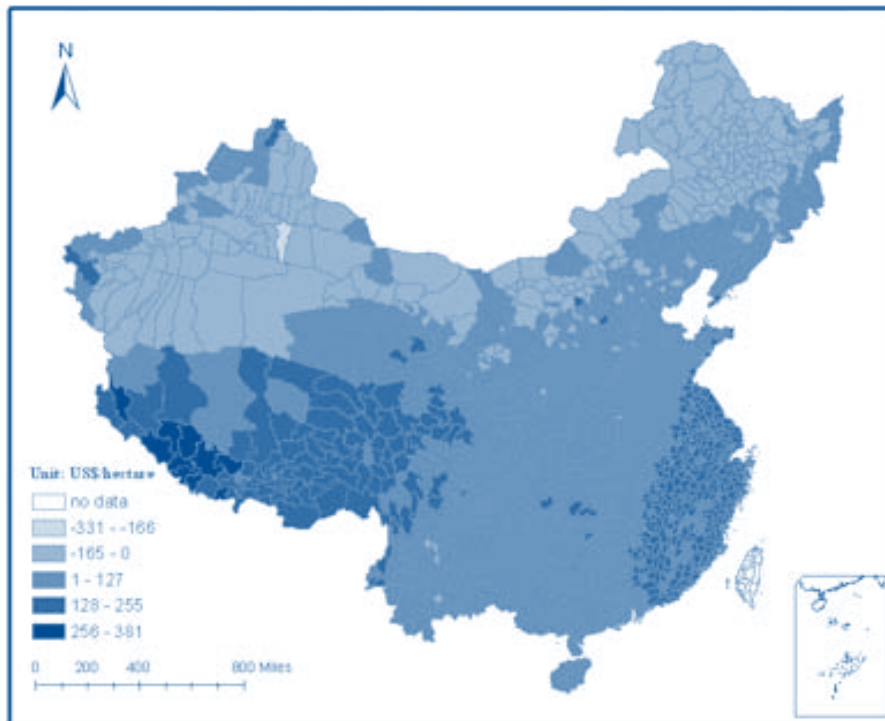 N
Unit: US$/hectare
no data
-331 - -166
-165 - 0
1 - 127
128 - 255
256 - 381
0 200 400 800 Miles